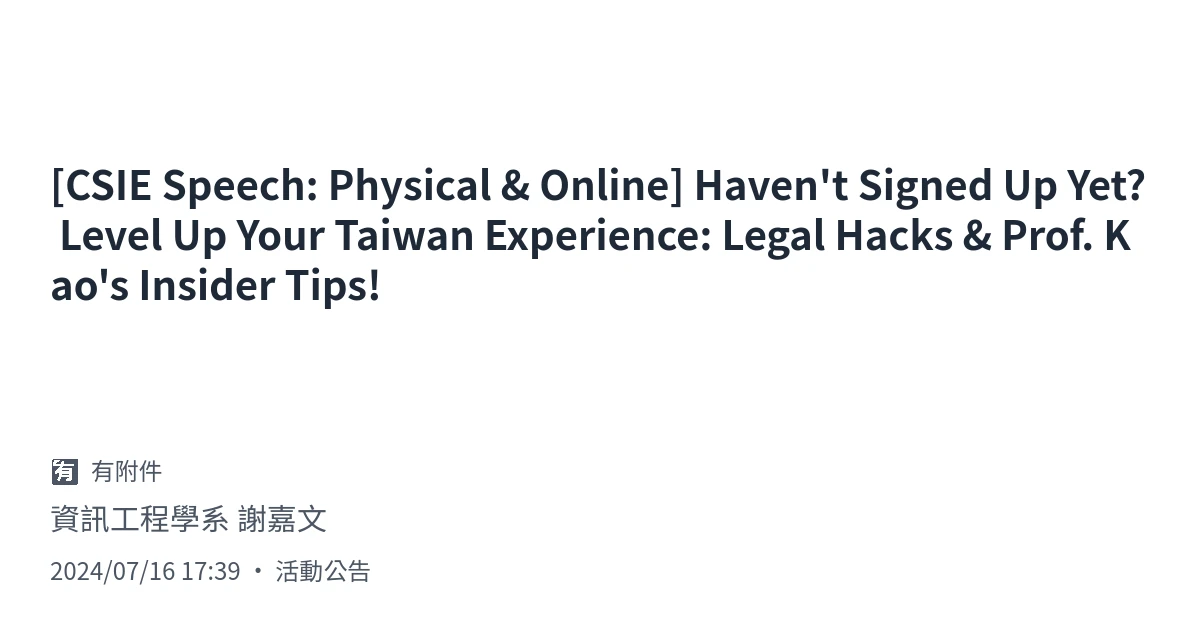 [CSIE Speech: Physical & Online] Haven't Signed Up Yet?
Level Up Your Taiwan Experience: Legal Hacks & Prof. K
ao's Insider Tips!
🈶 有附件
資訊工程學系 謝嘉文
2024/07/16 17:39 ・ 活動公告